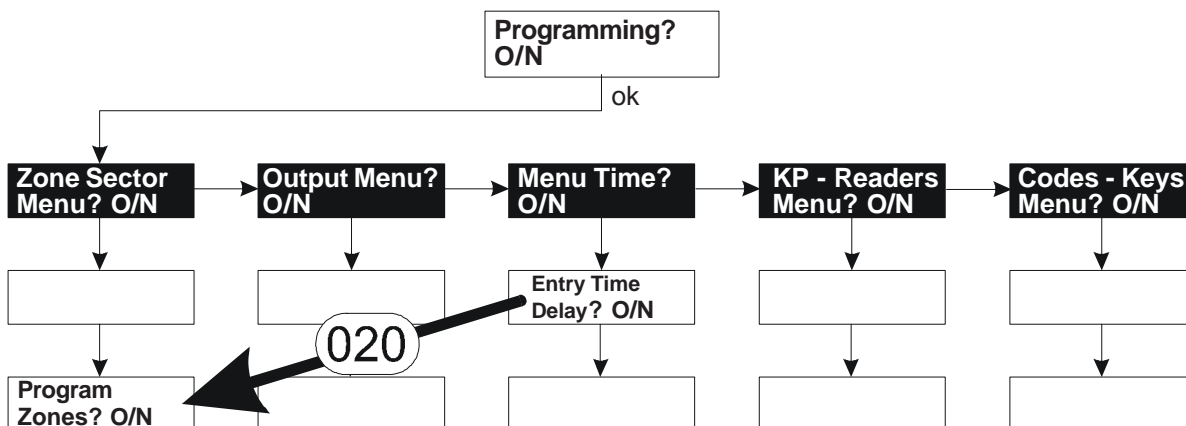 Programming?
O/N
ok
Zone Sector
Menu? O/N
Output Menu?
O/N
Menu Time?
O/N
KP - Readers
Menu? O/N
Codes - Keys
Menu? O/N
Entry Time
Delay? O/N
020
Program
Zones? O/N